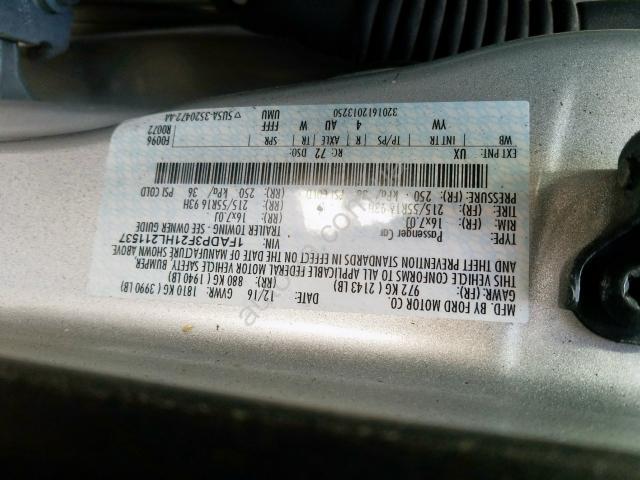 MFD. BY FORD MOTOR CO.
DATE: 12/16 GVWR: 1810 KG ( 3990 LB)
GAWR:(FR): 972 KG ( 2143 LB) (RR): 880 KG ( 1940 LB)
THIS VEHICLE CONFORMS TO ALL APPLICABLE FEDERAL MOTOR VEHICLE SAFETY, BUMPER,
AND THEFT PREVENTION STANDARDS IN EFFECT ON THE DATE OF MANUFACTURE SHOWN ABOVE
VIN: 1FADP3F21HL211537
Passenger Car TRAILER TOWING -SEE OWNER GUIDE
RIM: 16x7.0J (RR): 16x7.0J
TIRE: (FR): 215/55R16 93H (RR): 215/55R16 93H
PRESSURE: (FR): 250 kPa/ 36 PSI COLD (RR): 250 kPa/ 36 PSI COLD
EXT PNT: UX RC: 72 DSO:
WB INT TR TP/PS R AXLE TR SPR F0096
YW 4 AU W FFFF R0072
3201612013250 UMU 5U5A-3520472-AA